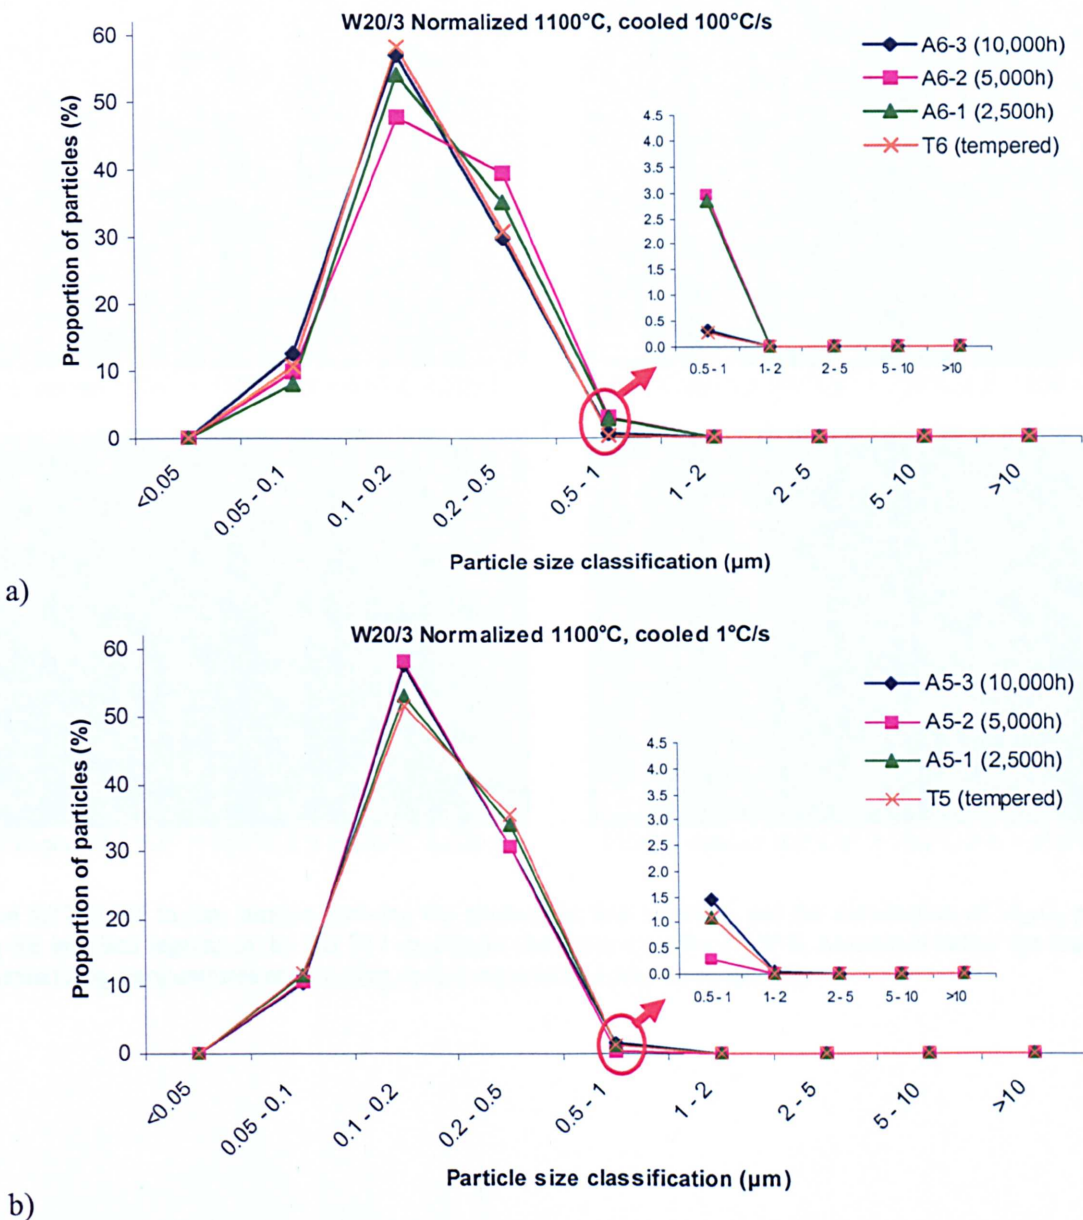 W20/3 Normalized 1100°C, cooled 100°C/s
Proportion of particles (%)
60
50
40
30
20
10
0
<0.05
0.05 - 0.1
0.1 - 0.2
0.2 - 0.5
0.5 - 1
1 - 2
2 - 5
5 - 10
>10
Particle size classification (µm)
A6-3 (10,000h)
A6-2 (5,000h)
A6-1 (2,500h)
T6 (tempered)
4.5
4.0
3.5
3.0
2.5
2.0
1.5
1.0
0.5
0.0
0.5 - 1
1 - 2
2 - 5
5 - 10
>10
a)
W20/3 Normalized 1100°C, cooled 1°C/s
Proportion of particles (%)
60
50
40
30
20
10
0
<0.05
0.05 - 0.1
0.1 - 0.2
0.2 - 0.5
0.5 - 1
1 - 2
2 - 5
5 - 10
>10
Particle size classification (µm)
A5-3 (10,000h)
A5-2 (5,000h)
A5-1 (2,500h)
T5 (tempered)
4.5
4.0
3.5
3.0
2.5
2.0
1.5
1.0
0.5
0.0
0.5 - 1
1 - 2
2 - 5
5 - 10
>10
b)